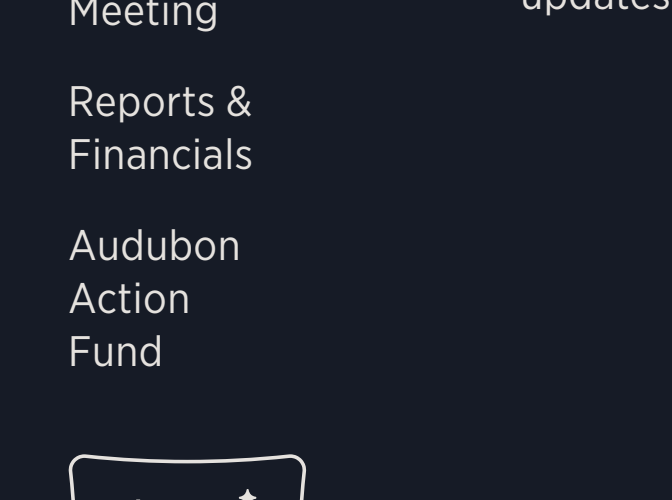 Meeting
updates
Reports &
Financials
Audubon
Action
Fund